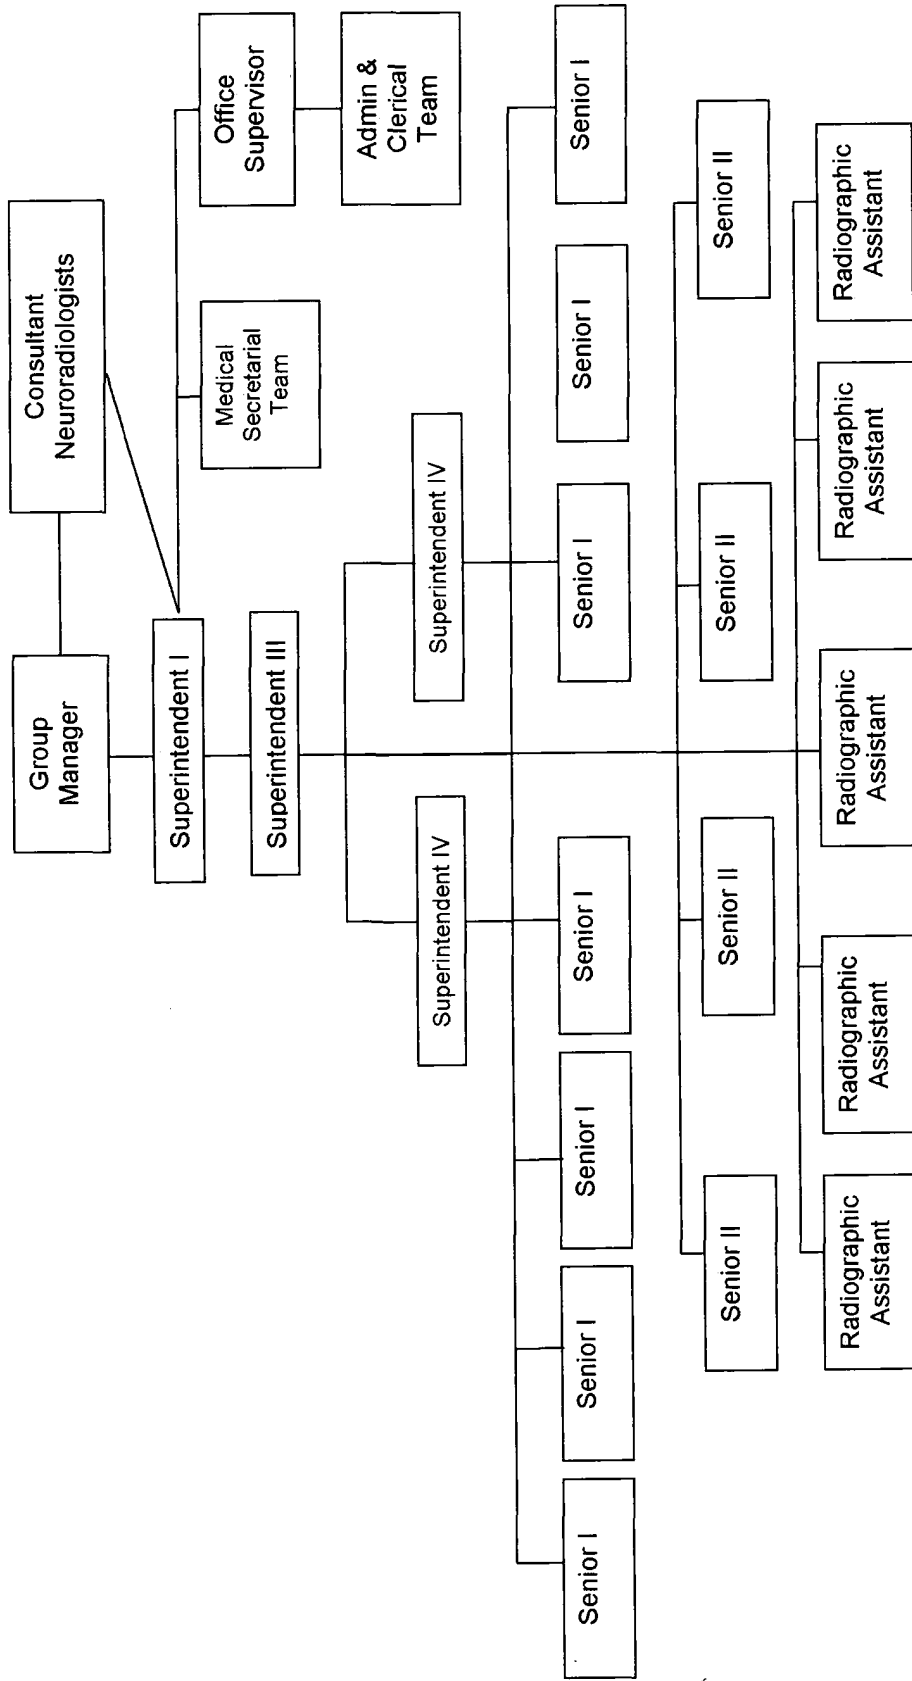 Group
Manager
Consultant
Neuroradiologists
Superintendent I
Medical
Secretarial
Team
Office
Supervisor
Superintendent III
Admin &
Clerical
Team
Superintendent IV
Superintendent IV
Senior I
Senior I
Senior I
Senior I
Senior I
Senior I
Senior I
Senior II
Senior II
Senior II
Senior II
Radiographic
Assistant
Radiographic
Assistant
Radiographic
Assistant
Radiographic
Assistant
Radiographic
Assistant